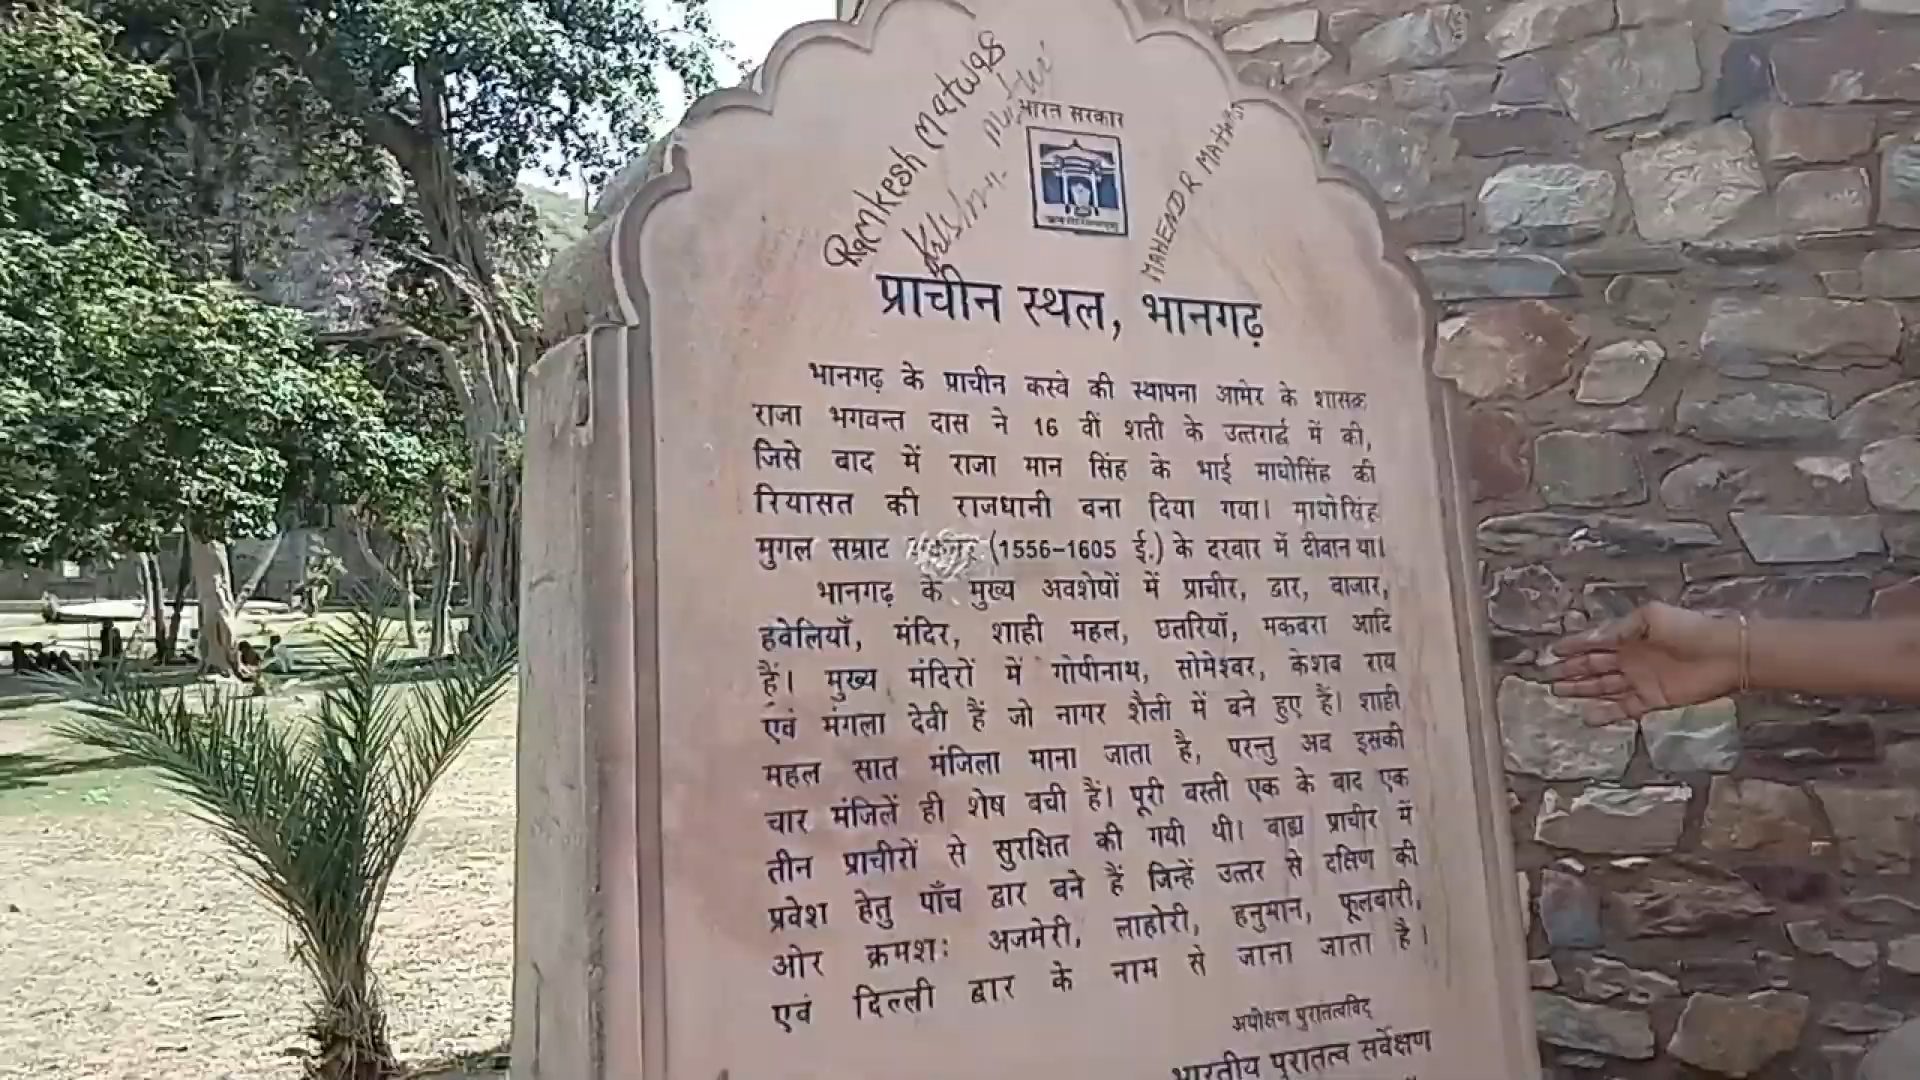 Ramkesh Matwas
भारत सरकार
MAHENDR
प्राचीन स्थल, भानगढ़
भानगढ़ के प्राचीन कस्वे की स्थापना आमेर के शासक
राजा भगवन्त दास ने 16 वीं शती के उत्तरार्द्ध में की,
जिसे बाद में राजा मान सिंह के भाई माधोसिंह की
रियासत की राजधानी बना दिया गया। माधोसिंह
मुगल सम्राट (1556-1605 ई.) के दरबार में दीवान था।
भानगढ़ के मुख्य अवशेषों में प्राचीर, द्वार, बाजार,
हवेलियाँ, मंदिर, शाही महल, छतरियाँ, मकबरा आदि
हैं। मुख्य मंदिरों में गोपीनाथ, सोमेश्वर, केशव राय
एवं मंगला देवी हैं जो नागर शैली में बने हुए हैं। शाही
महल सात मंजिला माना जाता है, परन्तु अब इसकी
चार मंजिलें ही शेष बची हैं। पूरी बस्ती एक के बाद एक
तीन प्राचीरों से सुरक्षित की गयी थी। बाह्य प्राचीर में
प्रवेश हेतु पाँच द्वार बने हैं जिन्हें उत्तर से दक्षिण की
ओर क्रमशः अजमेरी, लाहोरी, हनुमान, फूलबारी,
एवं दिल्ली द्वार के नाम से जाना जाता है।
अधीक्षण पुरातत्वविद्
भारतीय पुरातत्व सर्वेक्षण